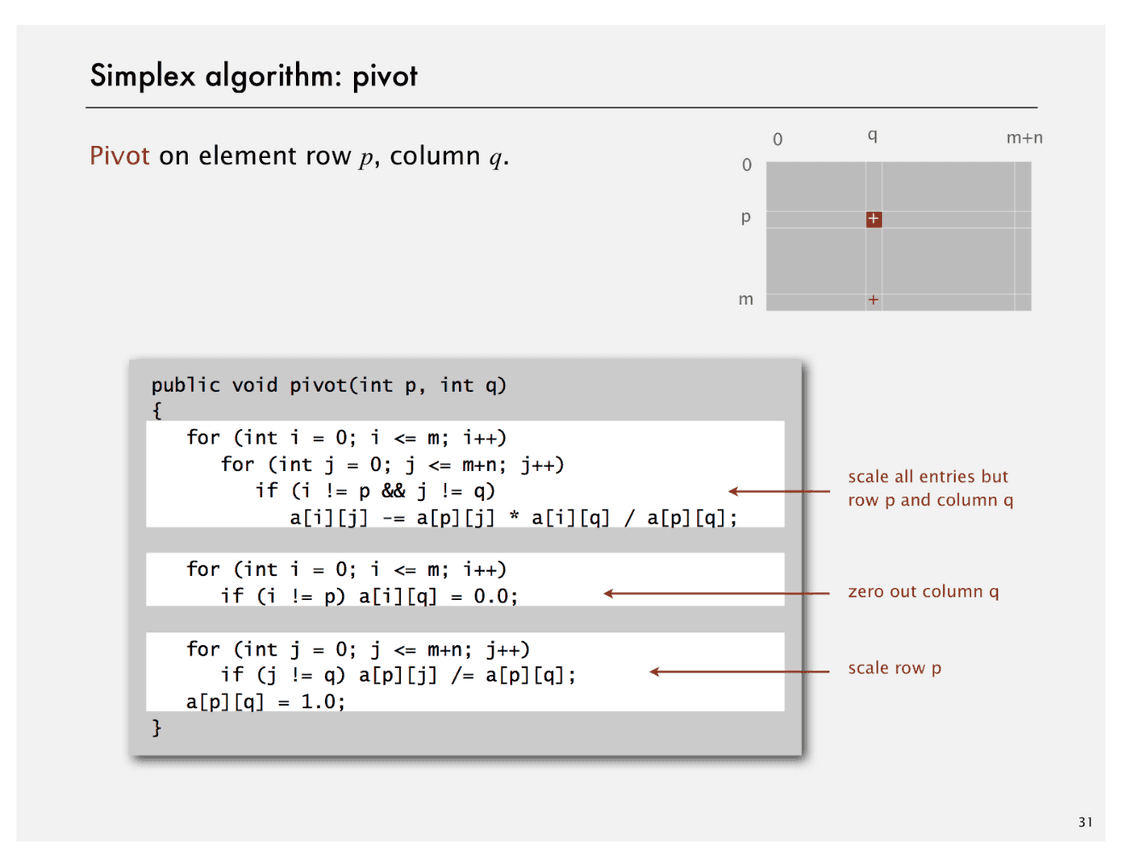 Simplex algorithm: pivot
Pivot on element row p, column q.
0 q m+n
0
p
+
m
+
public void pivot(int p, int q)
{
for (int i = 0; i <= m; i++)
for (int j = 0; j <= m+n; j++)
if (i != p && j != q)
a[i][j] -= a[p][j] * a[i][q] / a[p][q];
scale all entries but
row p and column q
for (int i = 0; i <= m; i++)
if (i != p) a[i][q] = 0.0;
zero out column q
for (int j = 0; j <= m+n; j++)
if (j != q) a[p][j] /= a[p][q];
a[p][q] = 1.0;
scale row p
}
31